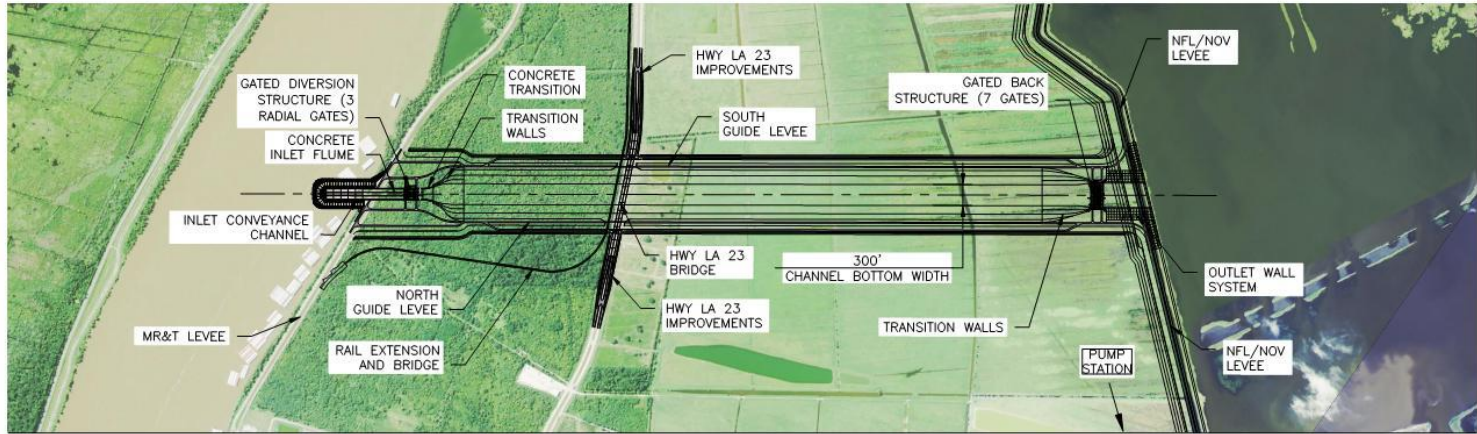 GATED DIVERSION
STRUCTURE (3
RADIAL GATES)
CONCRETE
INLET FLUME
INLET CONVEYANCE
CHANNEL
MR&T LEVEE
CONCRETE
TRANSITION
TRANSITION
WALLS
NORTH
GUIDE LEVEE
RAIL EXTENSION
AND BRIDGE
HWY LA 23
IMPROVEMENTS
SOUTH
GUIDE LEVEE
HWY LA 23
BRIDGE
HWY LA 23
IMPROVEMENTS
300'
CHANNEL BOTTOM WIDTH
GATED BACK
STRUCTURE (7 GATES)
TRANSITION WALLS
PUMP
STATION
NFL/NOV
LEVEE
OUTLET WALL
SYSTEM
NFL/NOV
LEVEE